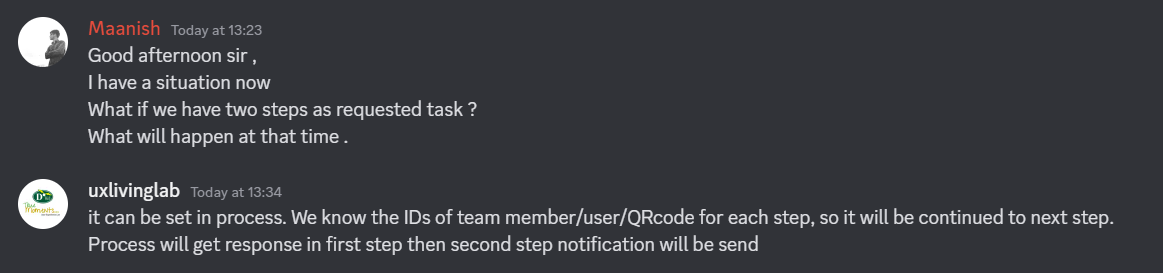 Maanish Today at 13:23
Good afternoon sir ,
I have a situation now
What if we have two steps as requested task ?
What will happen at that time .
uxlivinglab Today at 13:34
it can be set in process. We know the IDs of team member/user/QRcode for each step, so it will be continued to next step.
Process will get response in first step then second step notification will be send